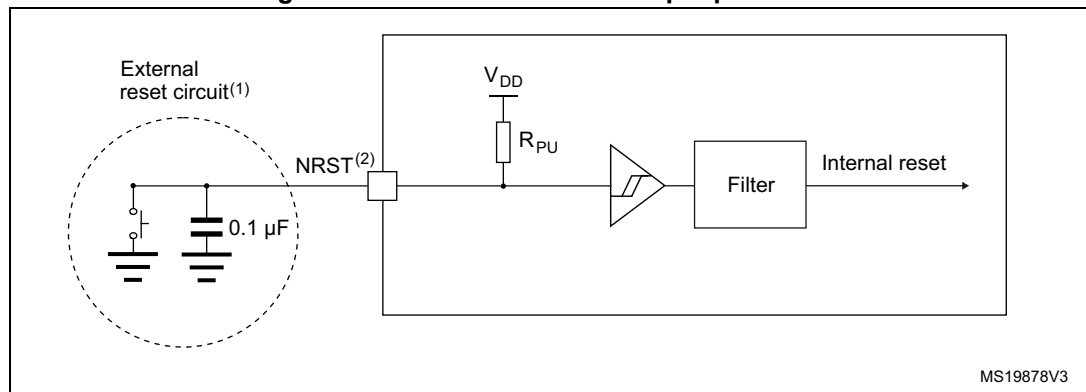 External
reset circuit(1)
VDD
RPU
NRST(2)
Filter
Internal reset
0.1 μF
MS19878V3